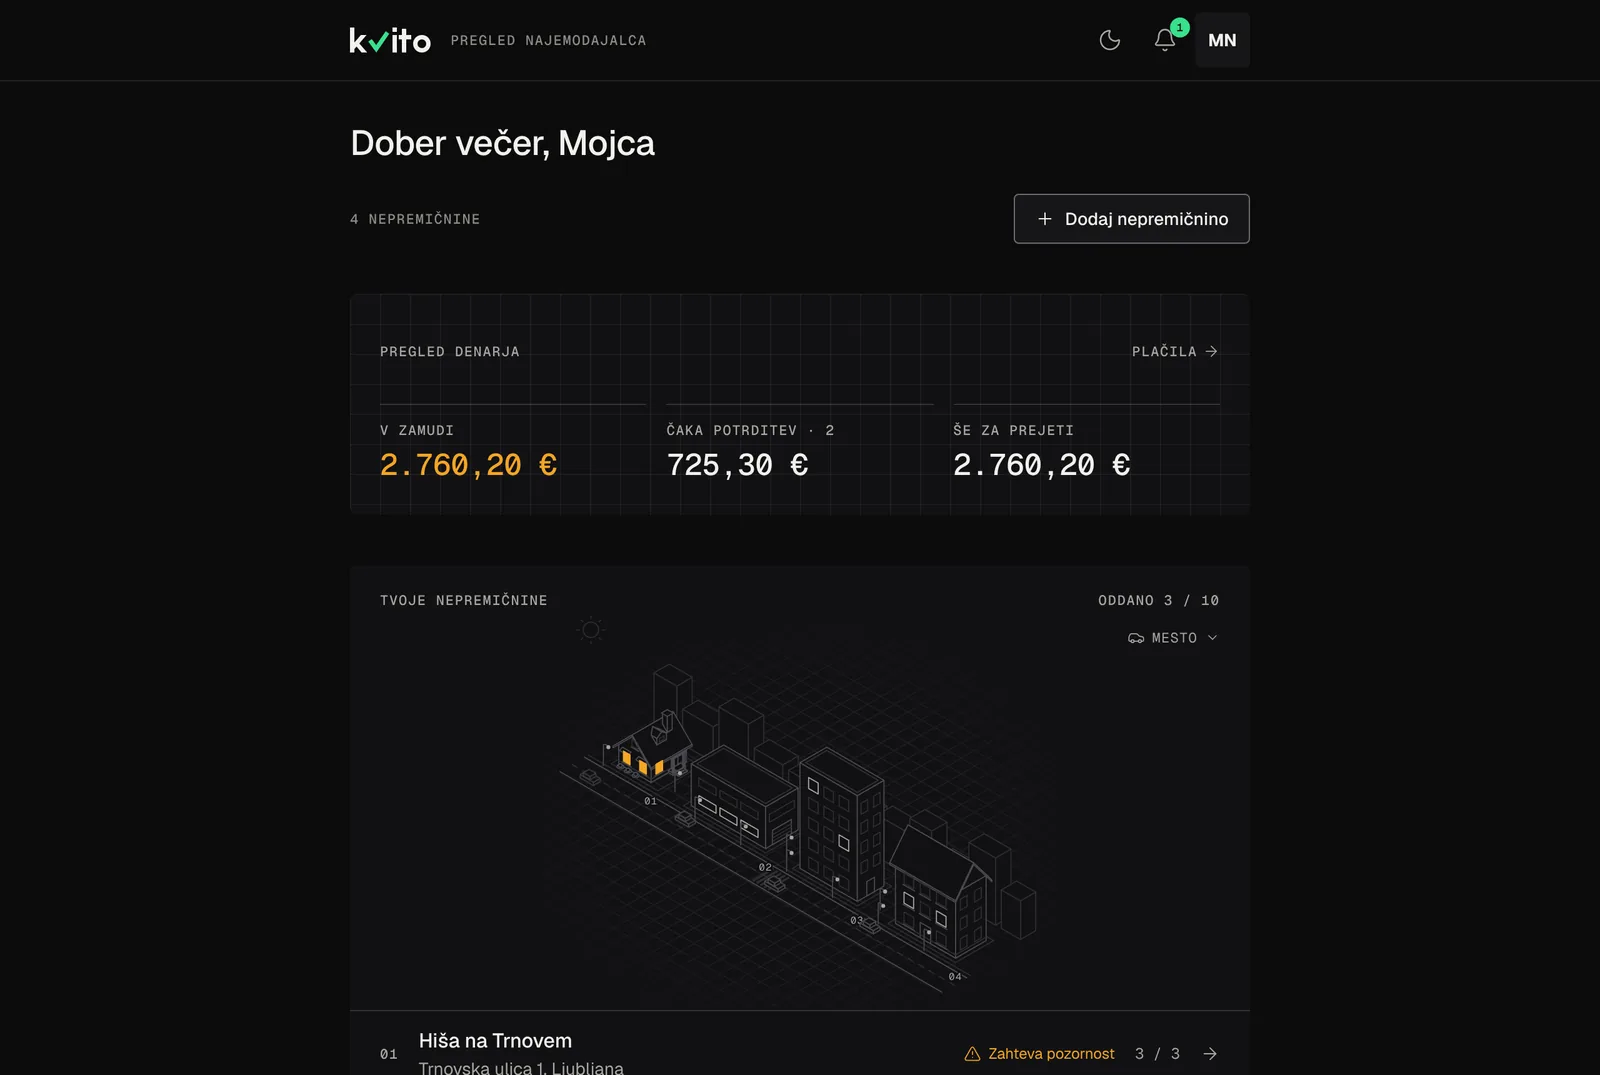 kvito PREGLED NAJEMODAJALCA
1
MN
Dober večer, Mojca
4 NEPREMIČNINE
+ Dodaj nepremičnino
PREGLED DENARJA
PLAČILA →
V ZAMUDI
2.760,20 €
ČAKA POTRDITEV · 2
725,30 €
ŠE ZA PREJETI
2.760,20 €
TVOJE NEPREMIČNINE
ODDANO 3 / 10
MESTO
01
02
03
04
01
Hiša na Trnovem
Trnovska ulica 1, Ljubljana
Zahteva pozornost
3 / 3 →